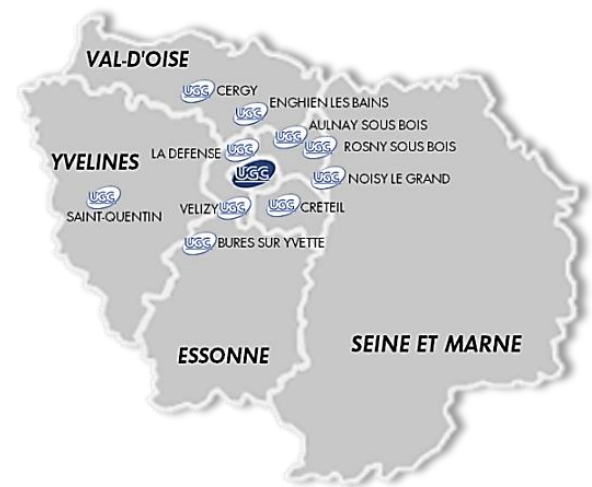 VAL-D'OISE
UGC CERGY
ENGHIEN LES BAINS
UGC
AULNAY SOUS BOIS
UGC
LA DEFENSE UGC
UGC ROSNY SOUS BOIS
YVELINES
UGC
UGC NOISY LE GRAND
UGC
SAINT-QUENTIN
VELIZY UGC
UGC CRÉTEIL
UGC BURES SUR YVETTE
ESSONNE
SEINE ET MARNE